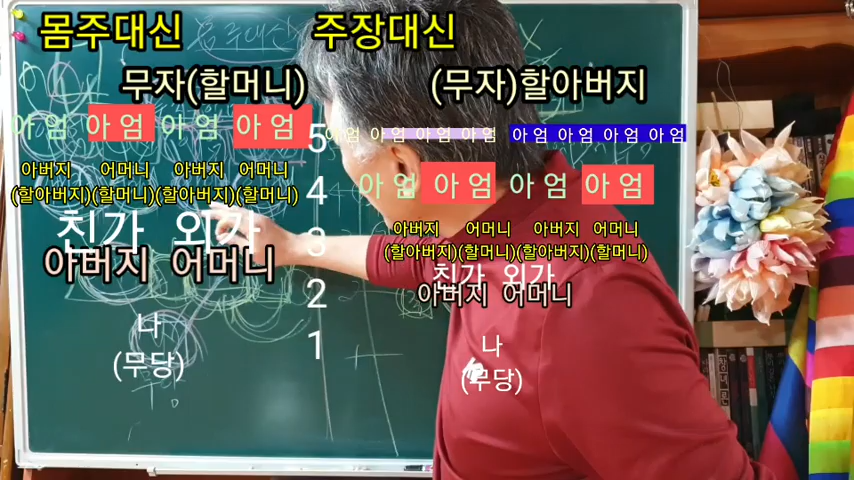 몸주대신 주장대신
무자(할머니) (무자)할아버지
아 엄 아 엄 아 엄 아 엄
5
아 엄 아 엄 아 엄 아 엄 아 엄 아 엄 아 엄 아 엄
아버지 어머니 아버지 어머니
(할아버지)(할머니)(할아버지)(할머니)
4
아 엄 아 엄 아 엄 아 엄
친가 외가
아버지 어머니
3
아버지 어머니 아버지 어머니
(할아버지)(할머니)(할아버지)(할머니)
2
친가 외가
아버지 어머니
나
(무당)
1
나
(무당)